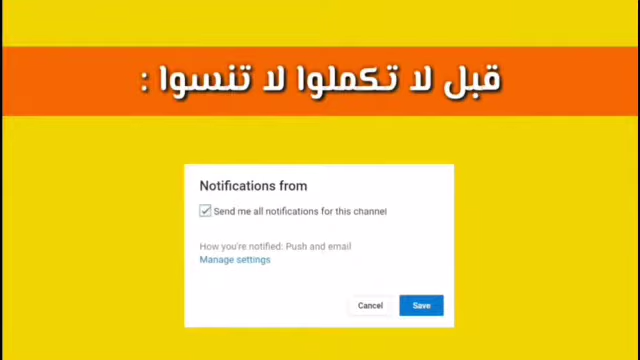 قبل لا تكملوا لا تنسوا :
Notifications from
Send me all notifications for this channel
How you're notified: Push and email
Manage settings
Cancel Save